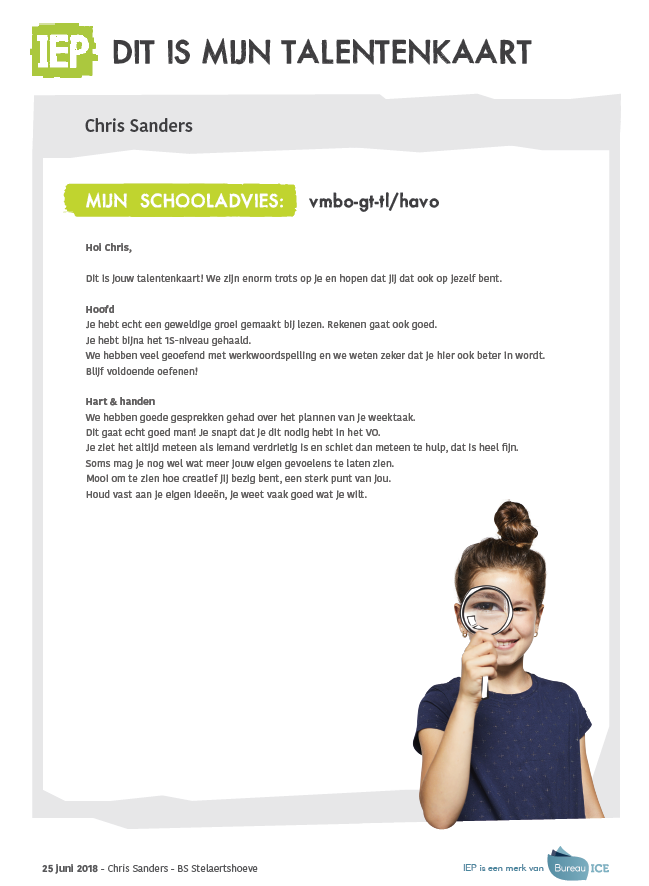 IEP DIT IS MIJN TALENTENKAART
Chris Sanders
MIJN SCHOOLADVIES: vmbo-gt-tl/havo
Hoi Chris,
Dit is jouw talentenkaart! We zijn enorm trots op je en hopen dat jij dat ook op jezelf bent.
Hoofd
Je hebt echt een geweldige groei gemaakt bij lezen. Rekenen gaat ook goed.
Je hebt bijna het 1S-niveau gehaald.
We hebben veel geoefend met werkwoordspelling en we weten zeker dat je hier ook beter in wordt.
Blijf voldoende oefenen!
Hart & handen
We hebben goede gesprekken gehad over het plannen van je weektaak.
Dit gaat echt goed man! Je snapt dat je dit nodig hebt in het VO.
Je ziet het altijd meteen als iemand verdrietig is en schiet dan meteen te hulp, dat is heel fijn.
Soms mag je nog wel wat meer jouw eigen gevoelens te laten zien.
Mooi om te zien hoe creatief jij bezig bent, een sterk punt van jou.
Houd vast aan je eigen ideeën, je weet vaak goed wat je wilt.
25 juni 2018 - Chris Sanders - BS Stelaertshoeve
IEP is een merk van Bureau ICE